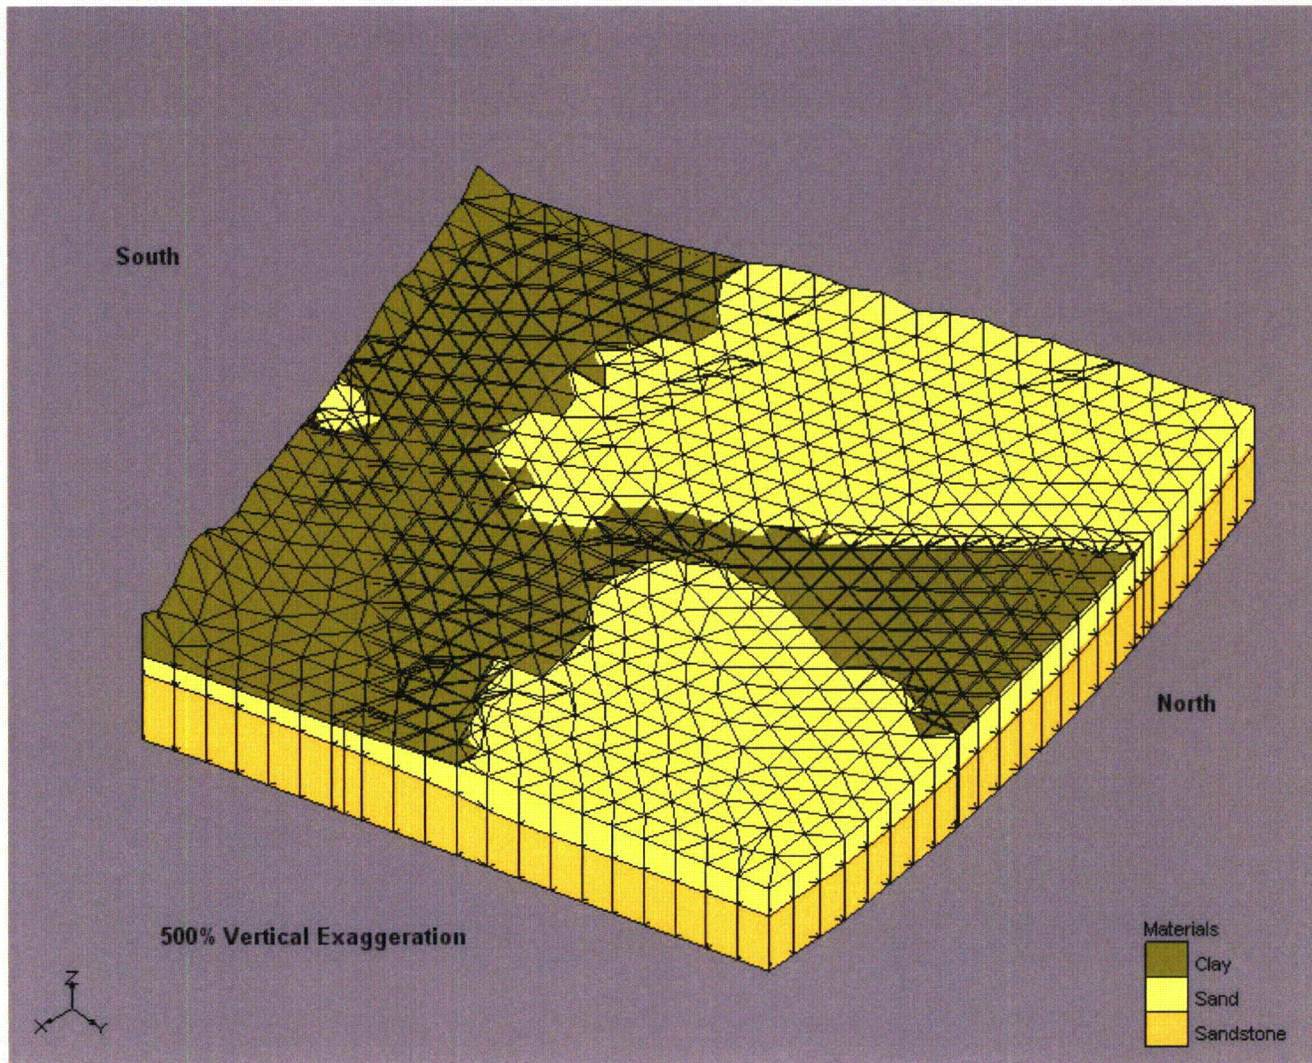 South
North
500% Vertical Exaggeration
Z
X
Y
Materials
Clay
Sand
Sandstone